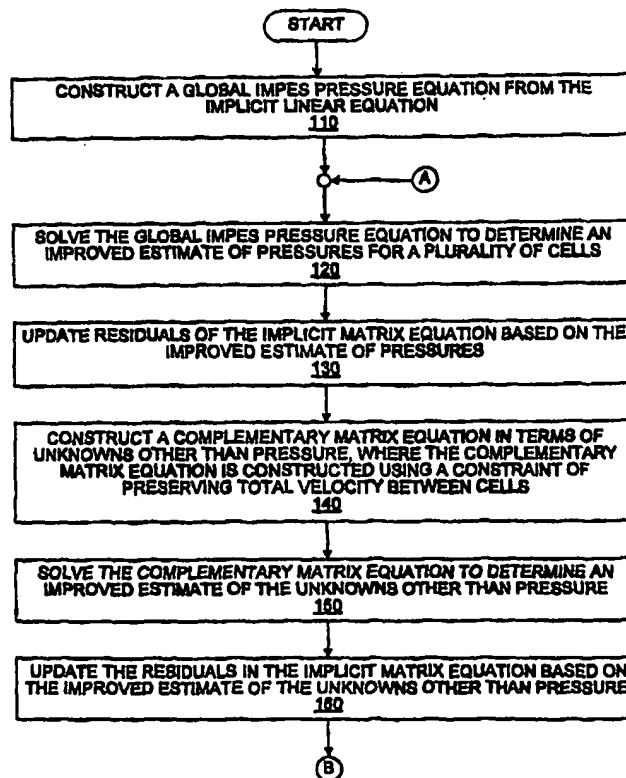 START
CONSTRUCT A GLOBAL IMPES PRESSURE EQUATION FROM THE
IMPLICIT LINEAR EQUATION
110
A
SOLVE THE GLOBAL IMPES PRESSURE EQUATION TO DETERMINE AN
IMPROVED ESTIMATE OF PRESSURES FOR A PLURALITY OF CELLS
120
UPDATE RESIDUALS OF THE IMPLICIT MATRIX EQUATION BASED ON THE
IMPROVED ESTIMATE OF PRESSURES
130
CONSTRUCT A COMPLEMENTARY MATRIX EQUATION IN TERMS OF
UNKNOWNS OTHER THAN PRESSURE, WHERE THE COMPLEMENTARY
MATRIX EQUATION IS CONSTRUCTED USING A CONSTRAINT OF
PRESERVING TOTAL VELOCITY BETWEEN CELLS
140
SOLVE THE COMPLEMENTARY MATRIX EQUATION TO DETERMINE AN
IMPROVED ESTIMATE OF THE UNKNOWNS OTHER THAN PRESSURE
150
UPDATE THE RESIDUALS IN THE IMPLICIT MATRIX EQUATION BASED ON
THE IMPROVED ESTIMATE OF THE UNKNOWNS OTHER THAN PRESSURE
160
B